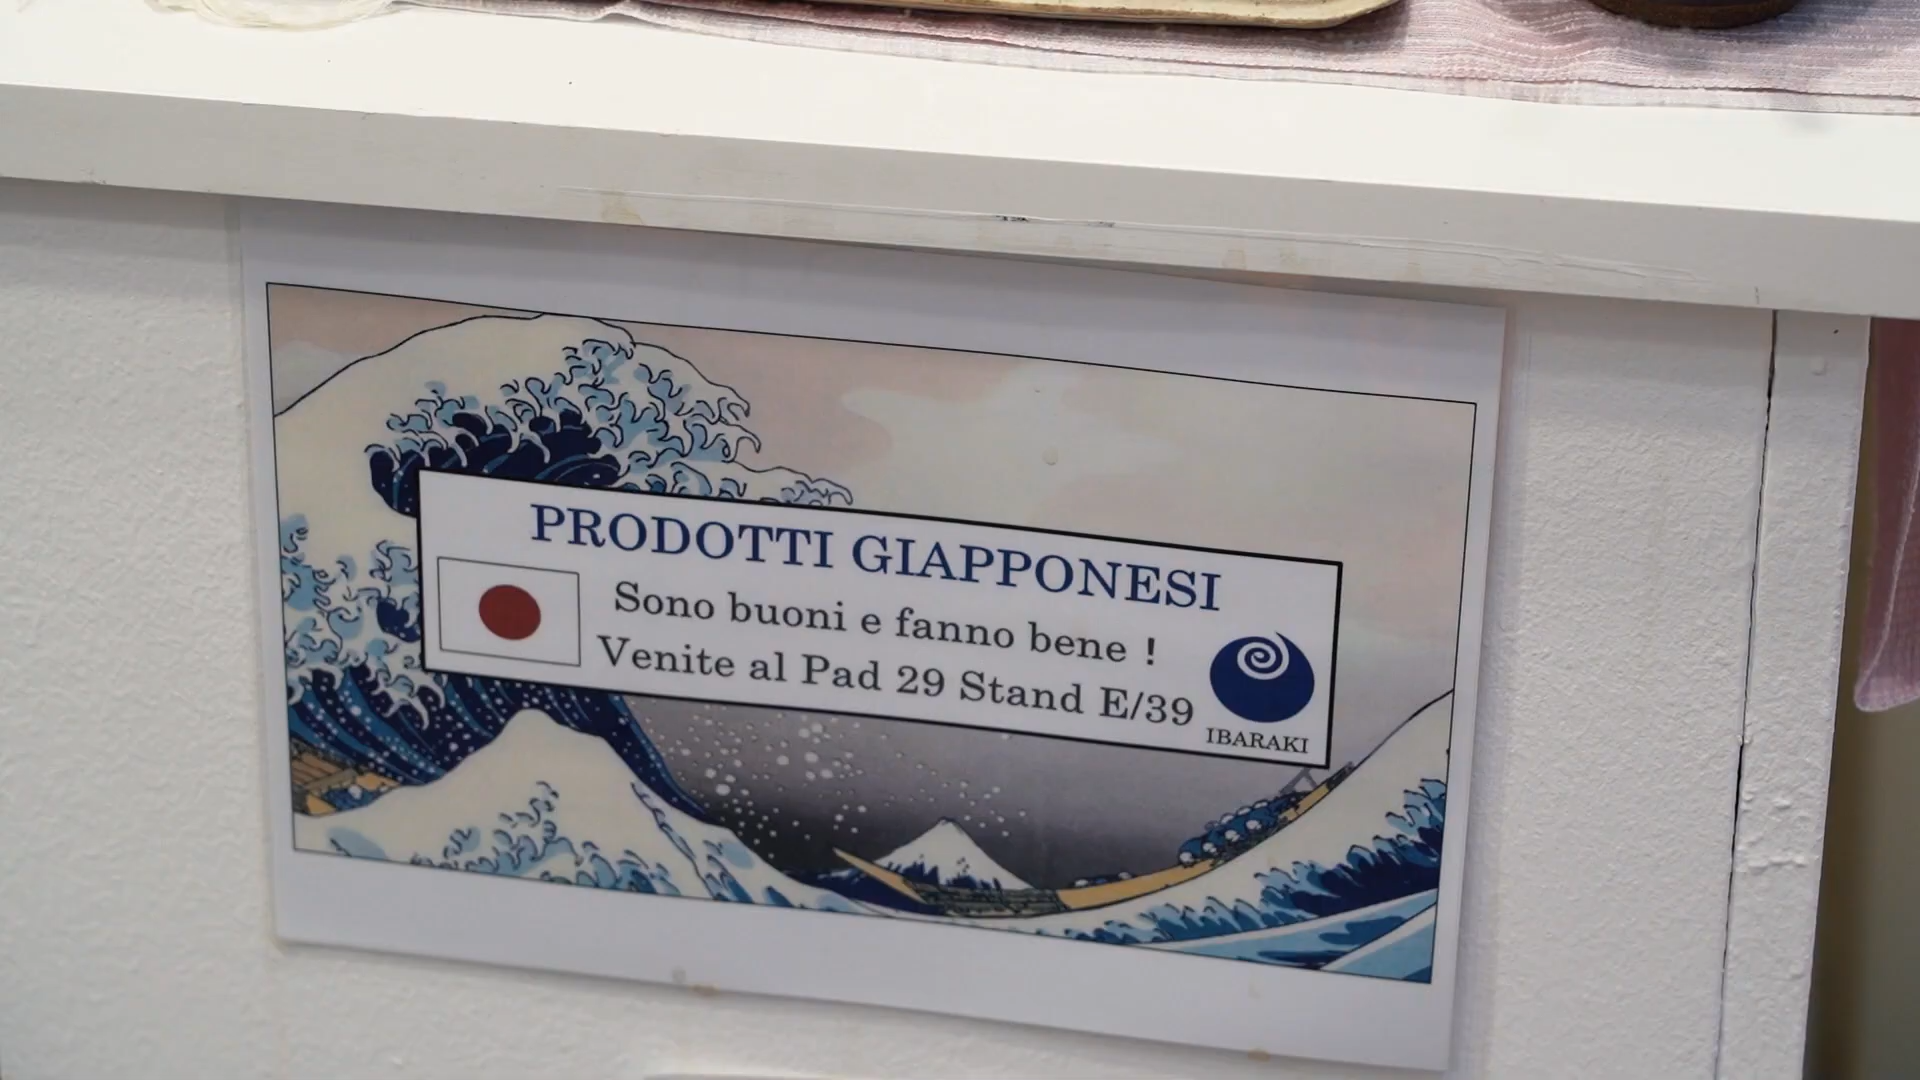 PRODOTTI GIAPPONESI
Sono buoni e fanno bene !
Venite al Pad 29 Stand E/39
IBARAKI